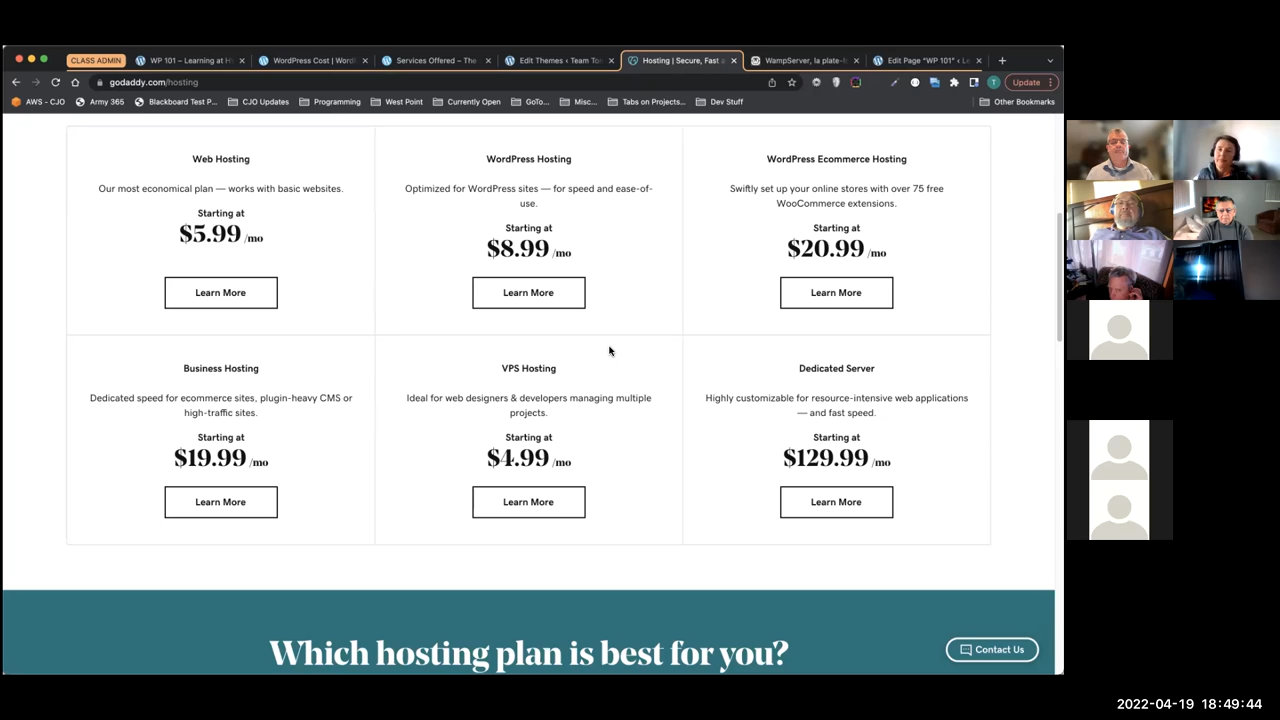 CLASS ADMIN
WP 101 – Learning at H
WordPress Cost | Word
Services Offered – The
Edit Themes ‹ Team To
Hosting | Secure, Fast
WampServer, la plate-
Edit Page "WP 101" ‹ Le
godaddy.com/hosting
Update
AWS - CJO
Army 365
Blackboard Test P...
CJO Updates
Programming
West Point
Currently Open
GoTo...
Misc...
Tabs on Projects...
Dev Stuff
Other Bookmarks
Web Hosting
Our most economical plan — works with basic websites.
Starting at
$5.99 /mo
Learn More
WordPress Hosting
Optimized for WordPress sites — for speed and ease-of-
use.
Starting at
$8.99 /mo
Learn More
WordPress Ecommerce Hosting
Swiftly set up your online stores with over 75 free
WooCommerce extensions.
Starting at
$20.99 /mo
Learn More
Business Hosting
Dedicated speed for ecommerce sites, plugin-heavy CMS or
high-traffic sites.
Starting at
$19.99 /mo
Learn More
VPS Hosting
Ideal for web designers & developers managing multiple
projects.
Starting at
$4.99 /mo
Learn More
Dedicated Server
Highly customizable for resource-intensive web applications
— and fast speed.
Starting at
$129.99 /mo
Learn More
Which hosting plan is best for you?
Contact Us
2022-04-19 18:49:44